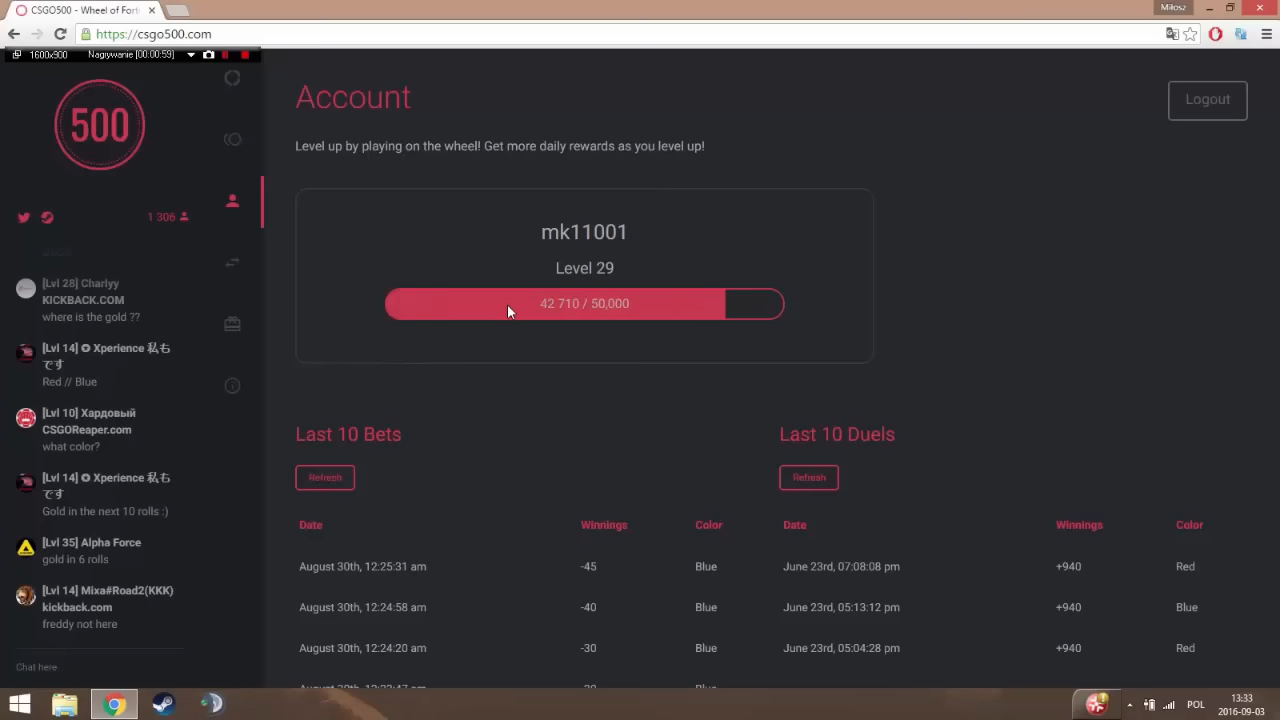 CSGO500 - Wheel of Fort
Miłosz
https://csgo500.com
1600x900 Nagrywanie [00:00:59]
500
1 306
[Lvl 28] Charlyy
KICKBACK.COM
where is the gold ??
[Lvl 14] ✪ Xperience 私も
です
Red // Blue
[Lvl 10] Хардовый
CSGOReaper.com
what color?
[Lvl 14] ✪ Xperience 私も
です
Gold in the next 10 rolls :)
[Lvl 35] Alpha Force
gold in 6 rolls
[Lvl 14] Mixa#Road2(KKK)
kickback.com
freddy not here
Chat here
Account
Logout
Level up by playing on the wheel! Get more daily rewards as you level up!
mk11001
Level 29
42 710 / 50,000
Last 10 Bets
Refresh
Date Winnings Color
August 30th, 12:25:31 am -45 Blue
August 30th, 12:24:58 am -40 Blue
August 30th, 12:24:20 am -30 Blue
Last 10 Duels
Refresh
Date Winnings Color
June 23rd, 07:08:08 pm +940 Red
June 23rd, 05:13:12 pm +940 Blue
June 23rd, 05:04:28 pm +940 Red
POL
13:33
2016-09-03